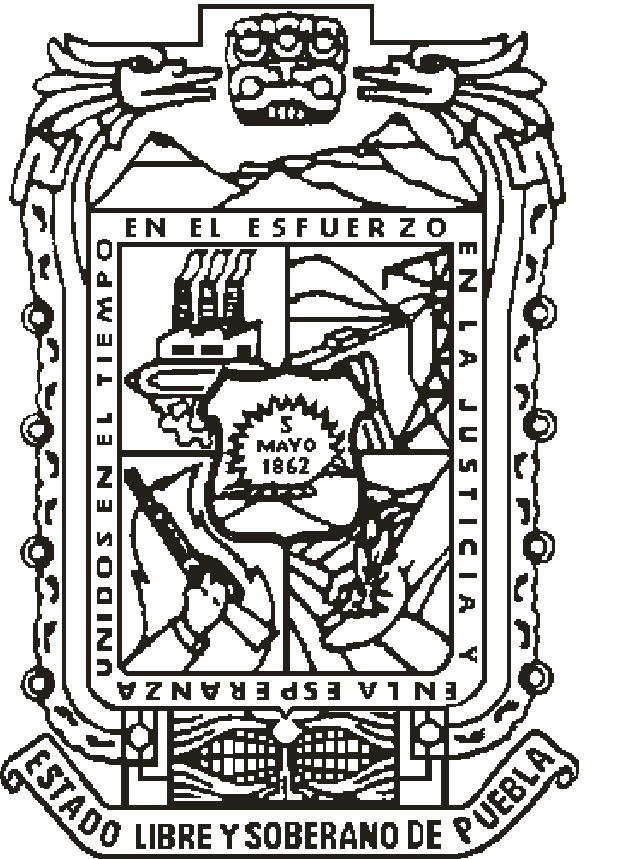 EN EL ESFUERZO
EN LA JUSTICIA Y
EN LA ESPERANZA
UNIDOS EN EL TIEMPO
5
MAYO
1862
ESTADO LIBRE Y SOBERANO DE PUEBLA